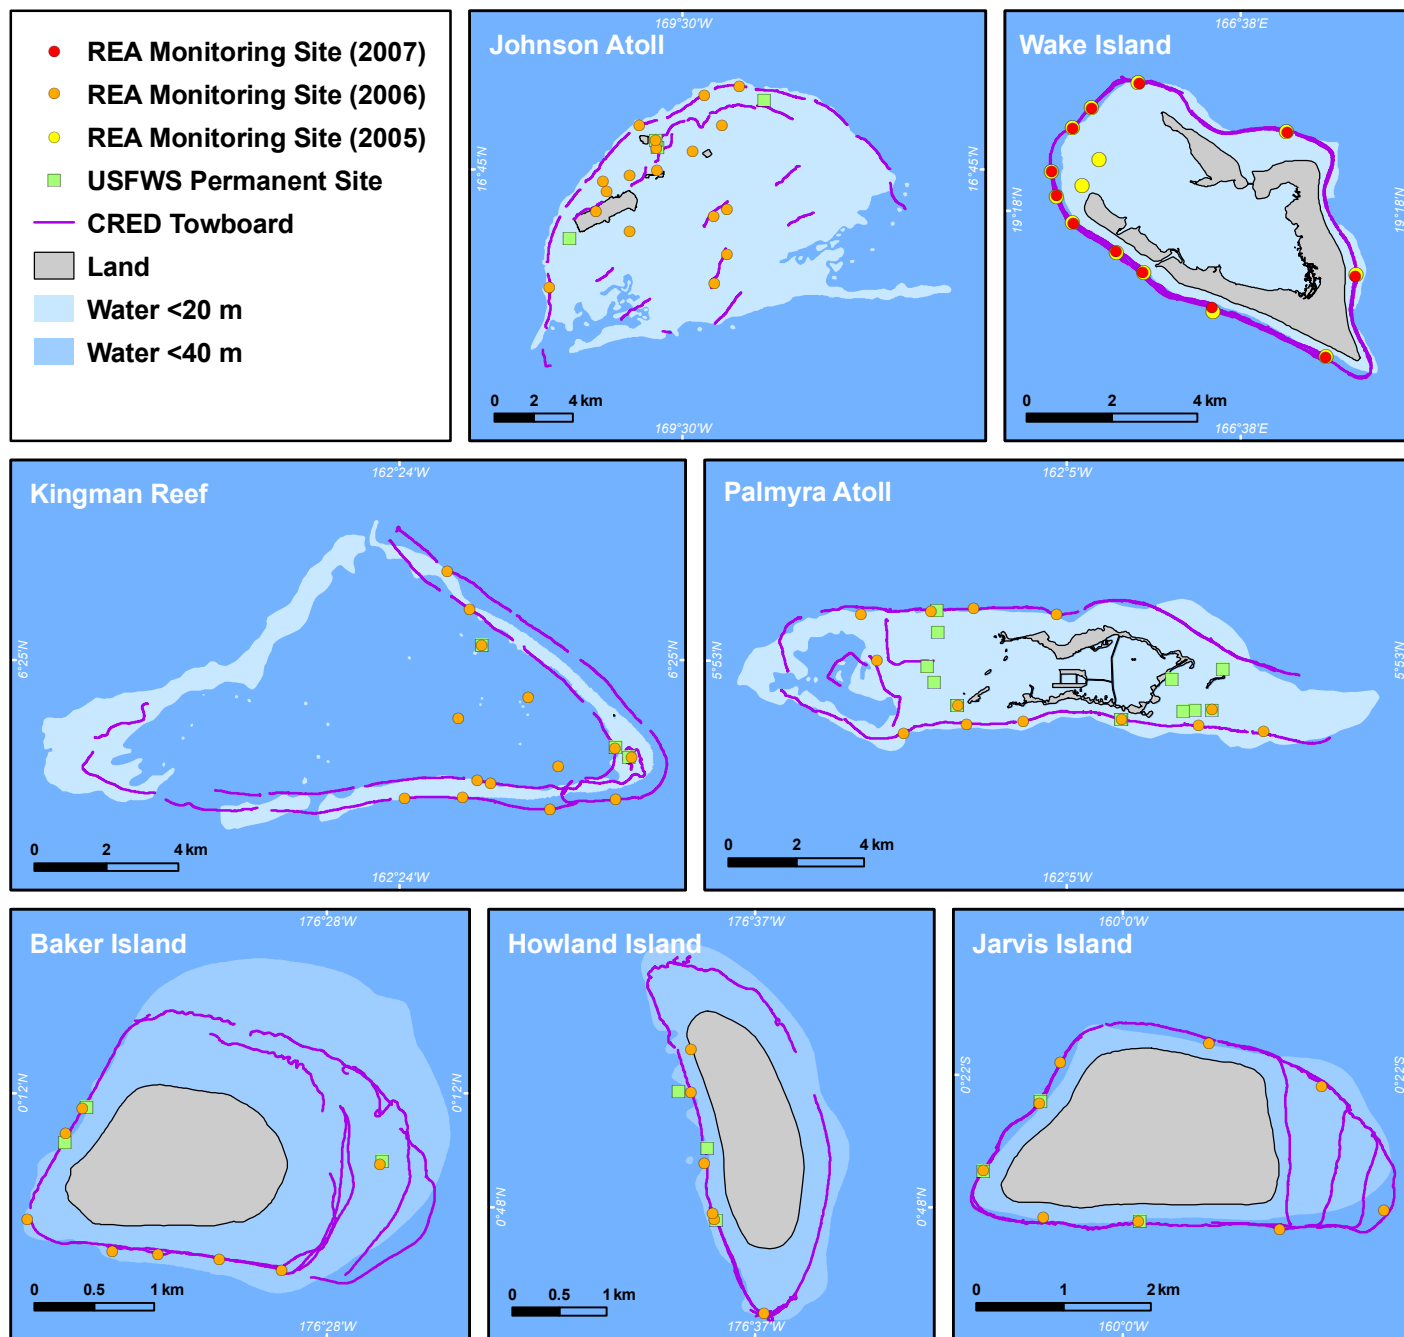 REA Monitoring Site (2007)
REA Monitoring Site (2006)
REA Monitoring Site (2005)
USFWS Permanent Site
CRED Towboard
Land
Water <20 m
Water <40 m
169°30'W
Johnson Atoll
16°45'N
16°45'N
0 2 4 km
169°30'W
166°38'E
Wake Island
19°18'N
19°18'N
0 2 4 km
166°38'E
162°24'W
Kingman Reef
6°25'N
6°25'N
0 2 4 km
162°24'W
162°5'W
Palmyra Atoll
5°53'N
5°53'N
0 2 4 km
162°5'W
176°28'W
Baker Island
0°12'N
0°12'N
0 0.5 1 km
176°28'W
176°37'W
Howland Island
0°48'N
0°48'N
0 0.5 1 km
176°37'W
160°0'W
Jarvis Island
0°22'S
0°22'S
0 1 2 km
160°0'W